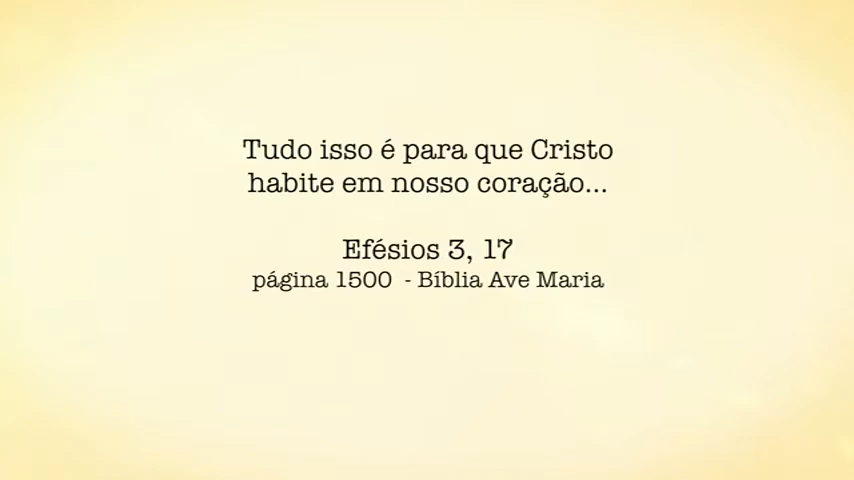 Tudo isso é para que Cristo
habite em nosso coração...
Efésios 3, 17
página 1500 - Bíblia Ave Maria